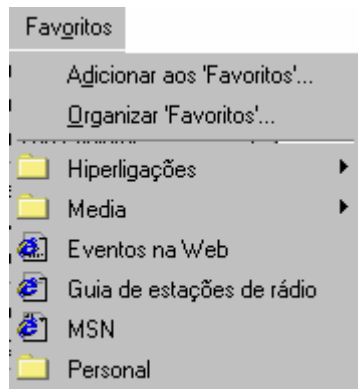 Favoritos
Adicionar aos 'Favoritos'...
Organizar 'Favoritos'...
Hiperligações
Media
Eventos na Web
Guia de estações de rádio
MSN
Personal